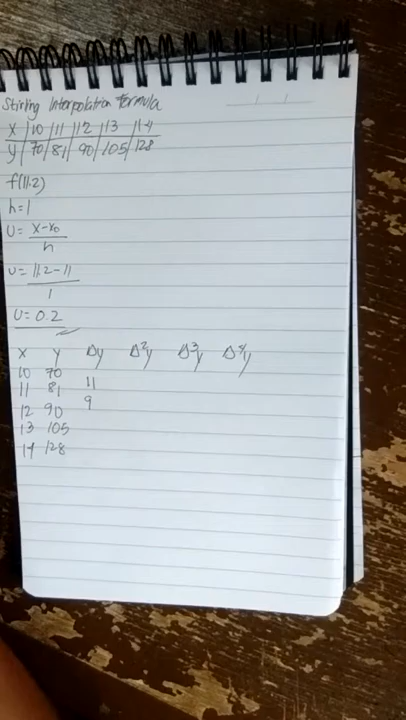 Stirling Interpolation formula
X | 10 | 11 | 12 | 13 | 14
Y | 70 | 81 | 90 | 105 | 128
f(11.2)
h=1
U = X-X₀ / h
U = 11.2-11 / 1
U = 0.2
X Y Δy Δ²y Δ³y Δ⁴y
10 70
11
11 81
9
12 90
13 105
14 128